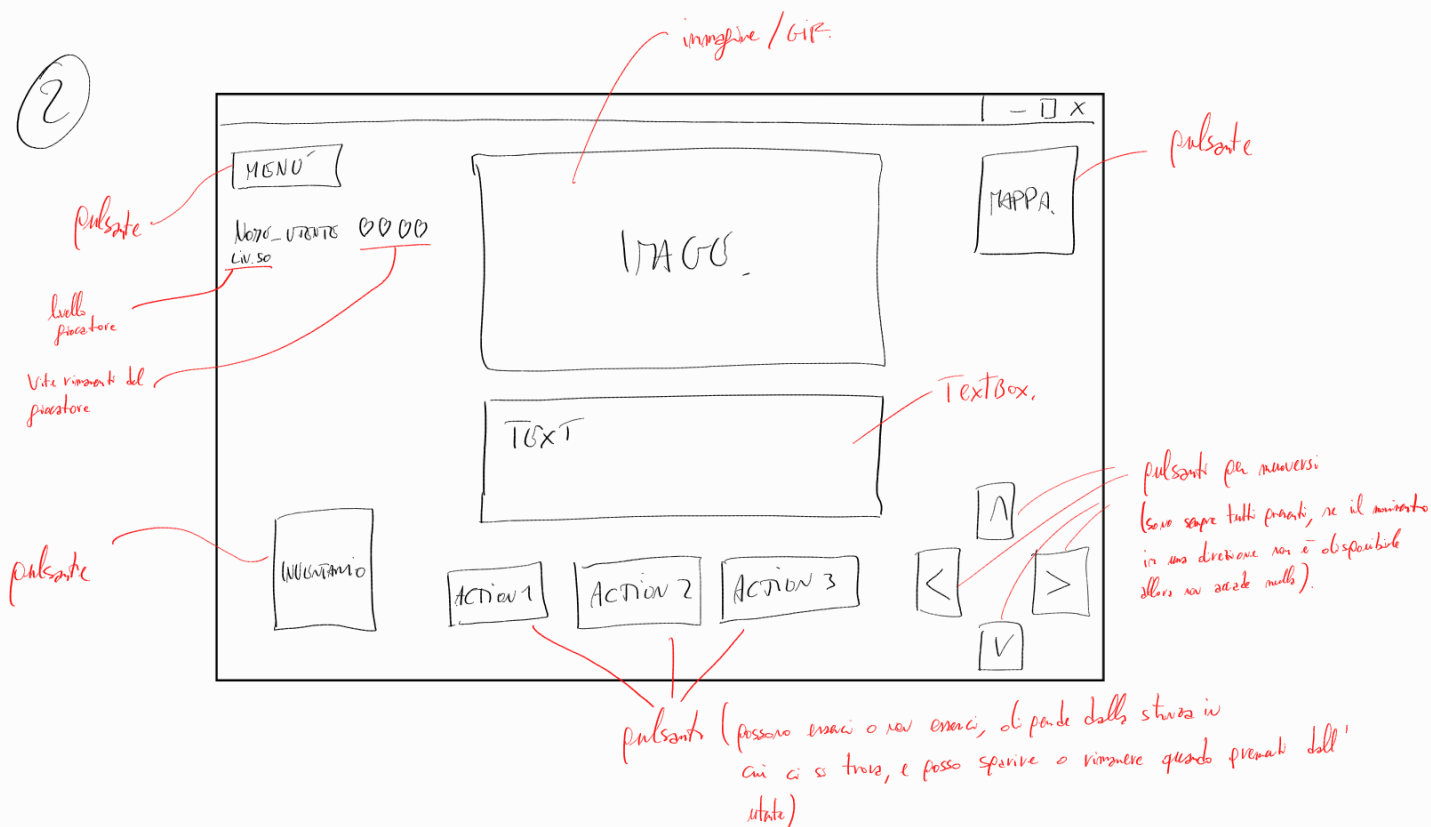 immagine / GIF.
2
— □ X
MENÚ
pulsante
MAPPA.
pulsante
NOME_UTENTE ♡♡♡♡
LIV. 50
IMAGE.
livello
giocatore
Vite rimanenti del
giocatore
TextBox.
TEXT
pulsanti per muoversi
(sono sempre tutti presenti, se il movimento
in una direzione non è disponibile
allora non accade nulla).
pulsante
INVENTARIO
ACTION 1
ACTION 2
ACTION 3
Λ
<
>
V
pulsanti (possono esserci o non esserci, dipende dalla stanza in
cui ci si trova, e posso sparire o rimanere quando premuti dall'
utente)